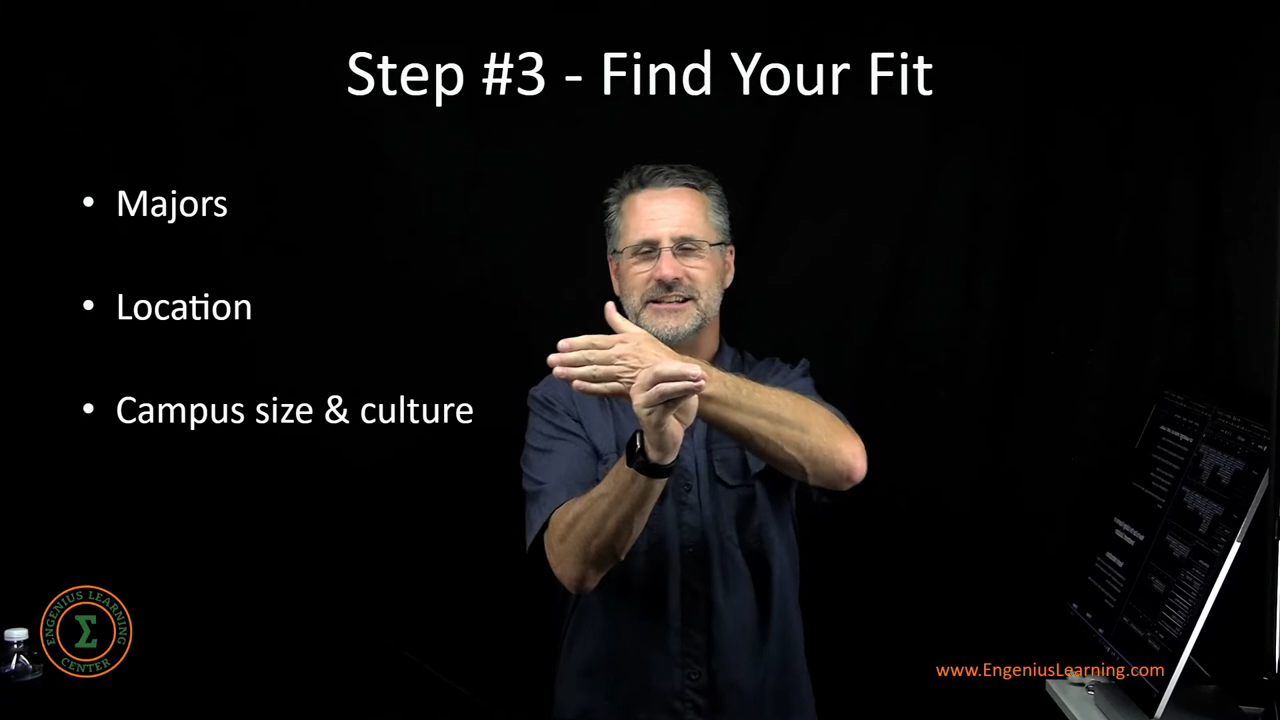 Step #3 - Find Your Fit
• Majors
• Location
• Campus size & culture
ENGENIUS LEARNING
Σ
CENTER
www.EngeniusLearning.com